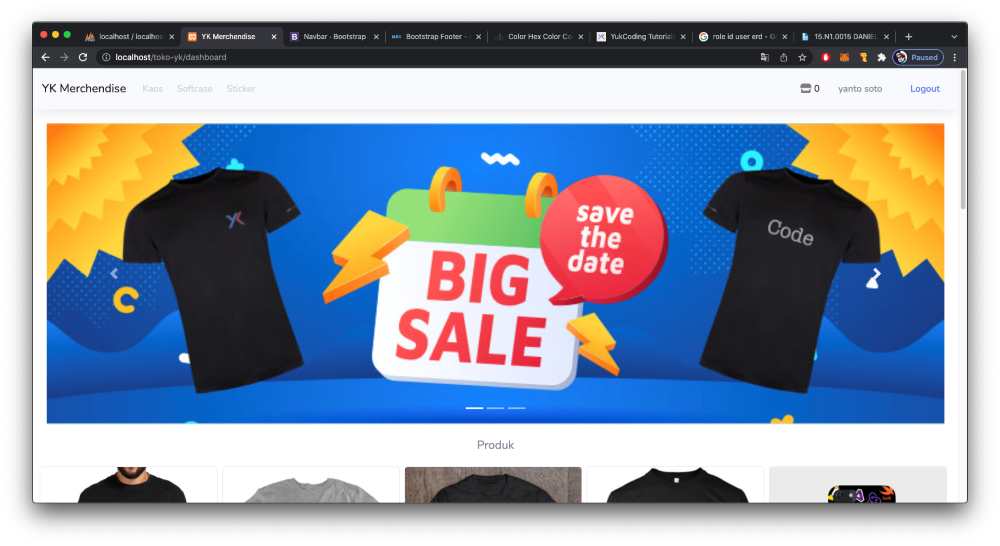 localhost / localhos
YK Merchendise
Navbar · Bootstrap
Bootstrap Footer -
Color Hex Color Co
YukCoding Tutorials
role id user erd - G
15.N1.0015 DANIEL
localhost/toko-yk/dashboard
Paused
YK Merchendise
Kaos
Softcase
Sticker
0
yanto soto
Logout
save
the
date
BIG
SALE
YK
Code
Produk